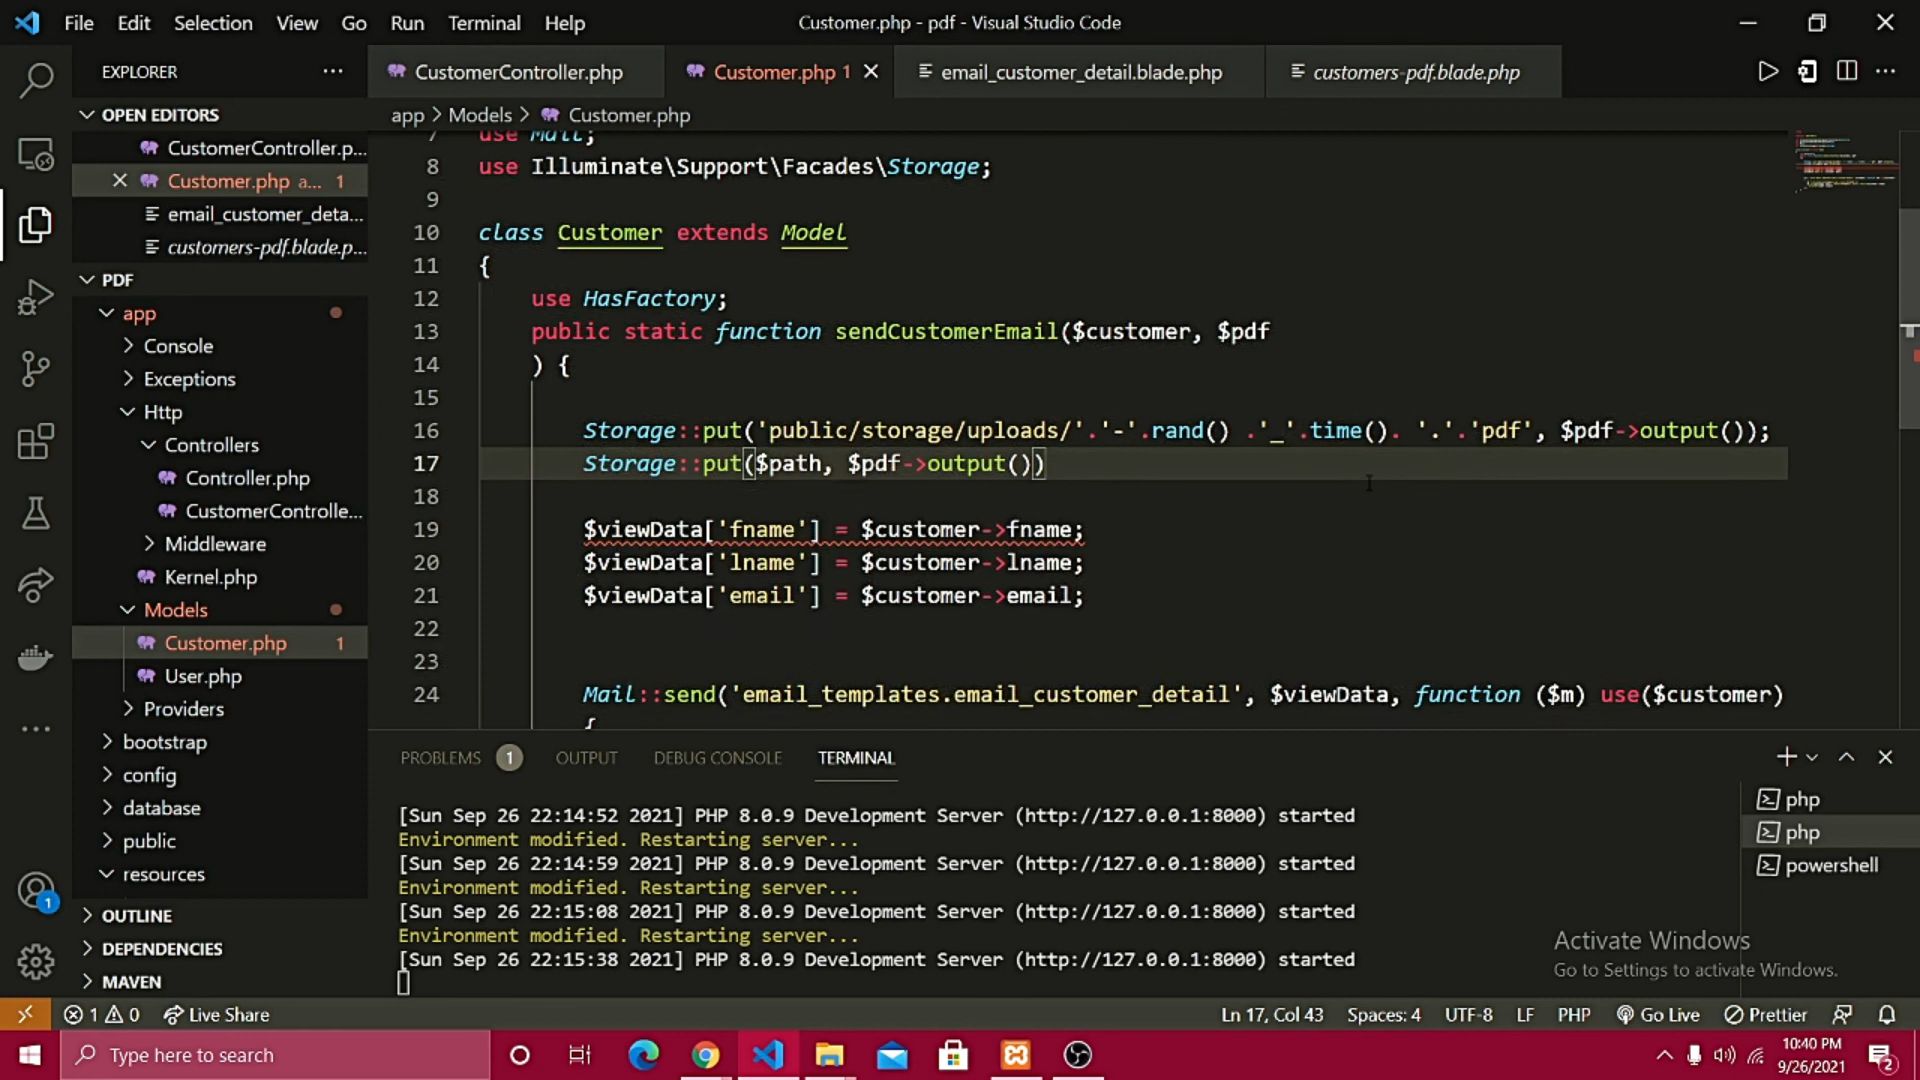 File Edit Selection View Go Run Terminal Help
Customer.php - pdf - Visual Studio Code
EXPLORER
OPEN EDITORS
CustomerController.p...
Customer.php a... 1
email_customer_deta...
customers-pdf.blade.p...
PDF
app
Console
Exceptions
Http
Controllers
Controller.php
CustomerControlle...
Middleware
Kernel.php
Models
Customer.php 1
User.php
Providers
bootstrap
config
database
public
resources
OUTLINE
DEPENDENCIES
MAVEN
CustomerController.php
Customer.php 1
email_customer_detail.blade.php
customers-pdf.blade.php
app > Models > Customer.php
7 use Mail;
8 use Illuminate\Support\Facades\Storage;
9
10 class Customer extends Model
11 {
12 use HasFactory;
13 public static function sendCustomerEmail($customer, $pdf
14 ) {
15
16 Storage::put('public/storage/uploads/'.'-'.rand() .'_'.time(). '.'.'pdf', $pdf->output());
17 Storage::put($path, $pdf->output())
18
19 $viewData['fname'] = $customer->fname;
20 $viewData['lname'] = $customer->lname;
21 $viewData['email'] = $customer->email;
22
23
24 Mail::send('email_templates.email_customer_detail', $viewData, function ($m) use($customer)
{
PROBLEMS 1 OUTPUT DEBUG CONSOLE TERMINAL
[Sun Sep 26 22:14:52 2021] PHP 8.0.9 Development Server (http://127.0.0.1:8000) started
Environment modified. Restarting server...
[Sun Sep 26 22:14:59 2021] PHP 8.0.9 Development Server (http://127.0.0.1:8000) started
Environment modified. Restarting server...
[Sun Sep 26 22:15:08 2021] PHP 8.0.9 Development Server (http://127.0.0.1:8000) started
Environment modified. Restarting server...
[Sun Sep 26 22:15:38 2021] PHP 8.0.9 Development Server (http://127.0.0.1:8000) started
php
php
powershell
Activate Windows
Go to Settings to activate Windows.
1
1 0 Live Share
Ln 17, Col 43 Spaces: 4 UTF-8 LF PHP Go Live Prettier
Type here to search
10:40 PM
9/26/2021
2